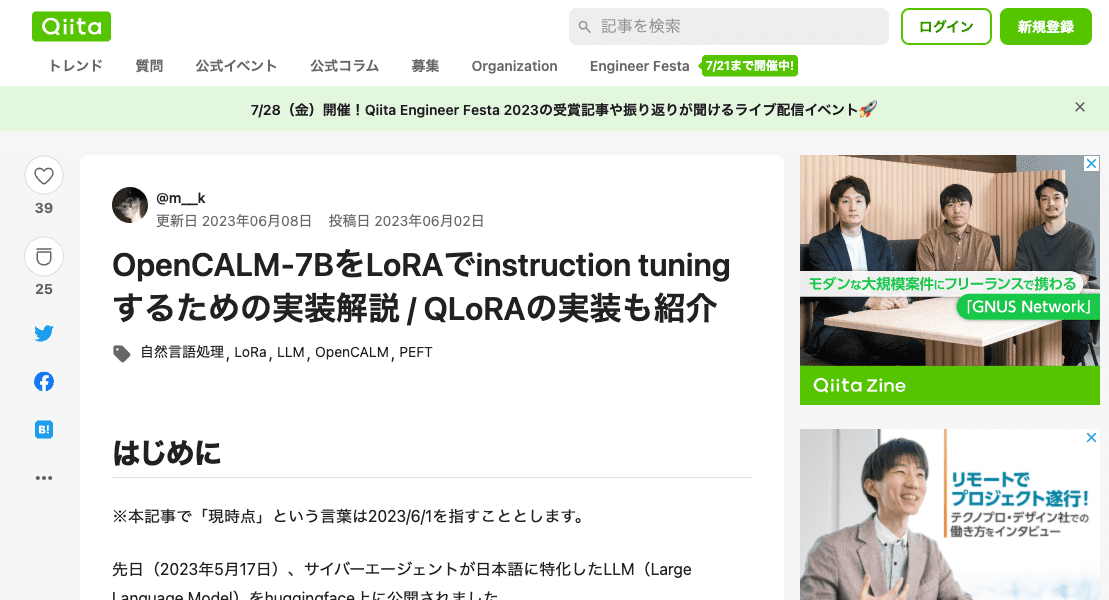 Qiita
記事を検索
ログイン
新規登録
トレンド
質問
公式イベント
公式コラム
募集
Organization
Engineer Festa
7/21まで開催中!
7/28（金）開催！Qiita Engineer Festa 2023の受賞記事や振り返りが聞けるライブ配信イベント🚀
39
25
B!
@m__k
更新日 2023年06月08日 投稿日 2023年06月02日
OpenCALM-7BをLoRAでinstruction tuning
するための実装解説 / QLoRAの実装も紹介
自然言語処理, LoRa, LLM, OpenCALM, PEFT
はじめに
※本記事で「現時点」という言葉は2023/6/1を指すこととします。
先日（2023年5月17日）、サイバーエージェントが日本語に特化したLLM（Large
Language Model）をhuggingface上に公開されました。
モダンな大規模案件にフリーランスで携わる
「GNUS Network」
Qiita Zine
リモートで
プロジェクト遂行!
テクノプロ・デザイン社での
働き方をインタビュー